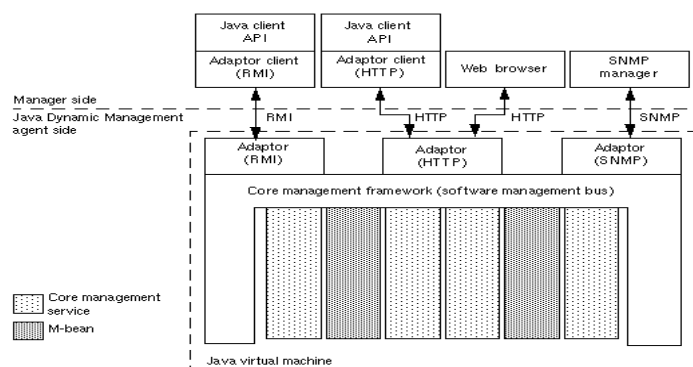 Java client
API
Java client
API
Adaptor client
(RMI)
Adaptor client
(HTTP)
Web browser
SNMP
manager
Manager side
Java Dynamic Management
agent side
RMI
HTTP
HTTP
SNMP
Adaptor
(RMI)
Adaptor
(HTTP)
Adaptor
(SNMP)
Core management framework (software management bus)
Core management
service
M-bean
Java virtual machine